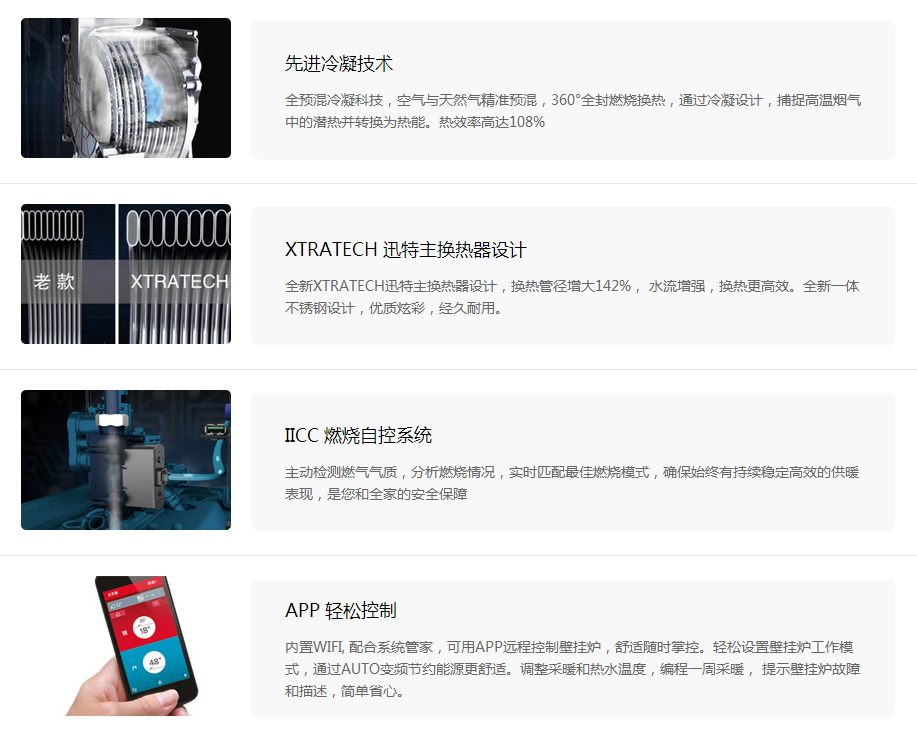 先进冷凝技术
全预混冷凝科技，空气与天然气精准预混，360°全封燃烧换热，通过冷凝设计，捕捉高温烟气
中的潜热并转换为热能。热效率高达108%
XTRATECH 迅特主换热器设计
老款
XTRATECH
全新XTRATECH迅特主换热器设计，换热管径增大142%， 水流增强，换热更高效。全新一体
不锈钢设计，优质炫彩，经久耐用。
IICC 燃烧自控系统
主动检测燃气气质，分析燃烧情况，实时匹配最佳燃烧模式，确保始终有持续稳定高效的供暖
表现，是您和全家的安全保障
APP 轻松控制
18°
48°
内置WIFI, 配合系统管家，可用APP远程控制壁挂炉，舒适随时掌控。轻松设置壁挂炉工作模
式，通过AUTO变频节约能源更舒适。调整采暖和热水温度，编程一周采暖， 提示壁挂炉故障
和描述，简单省心。